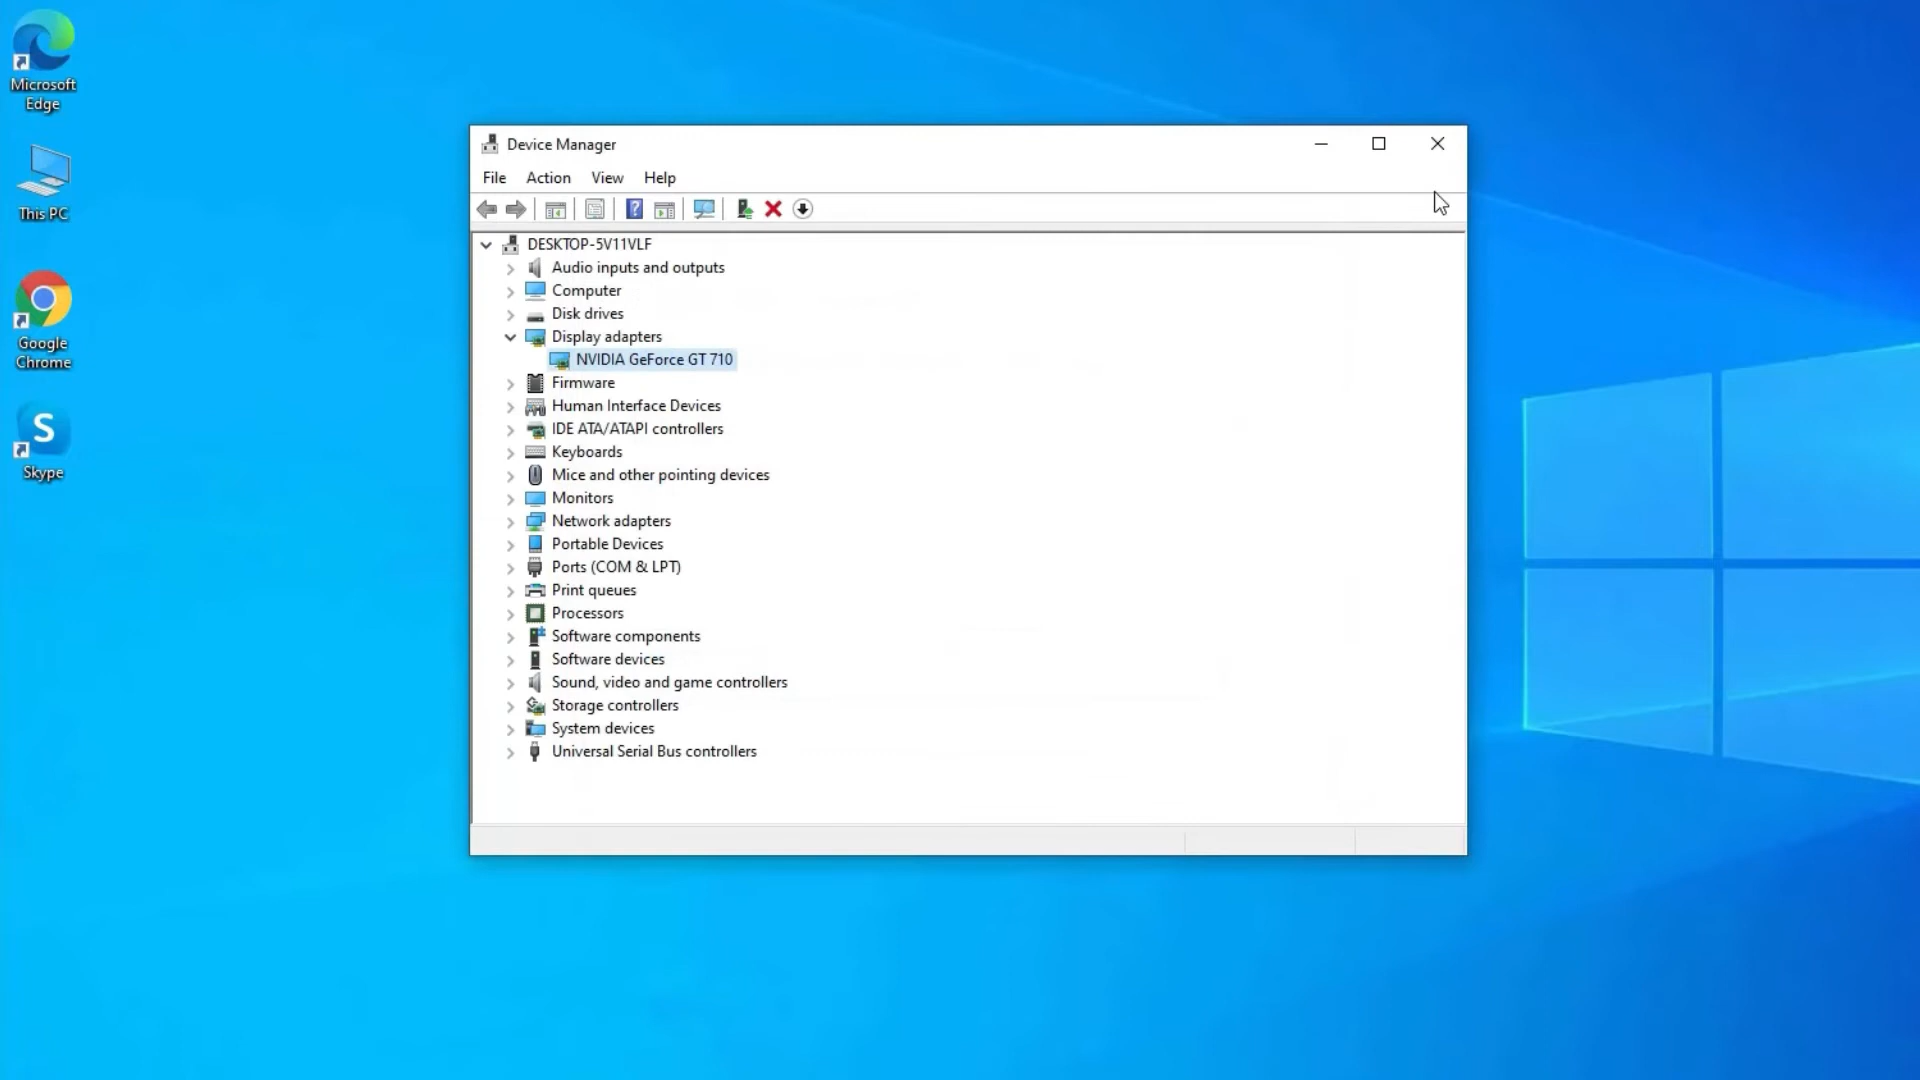 Microsoft
Edge
This PC
Google
Chrome
S
Skype
Device Manager
File Action View Help
DESKTOP-5V11VLF
Audio inputs and outputs
Computer
Disk drives
Display adapters
NVIDIA GeForce GT 710
Firmware
Human Interface Devices
IDE ATA/ATAPI controllers
Keyboards
Mice and other pointing devices
Monitors
Network adapters
Portable Devices
Ports (COM & LPT)
Print queues
Processors
Software components
Software devices
Sound, video and game controllers
Storage controllers
System devices
Universal Serial Bus controllers